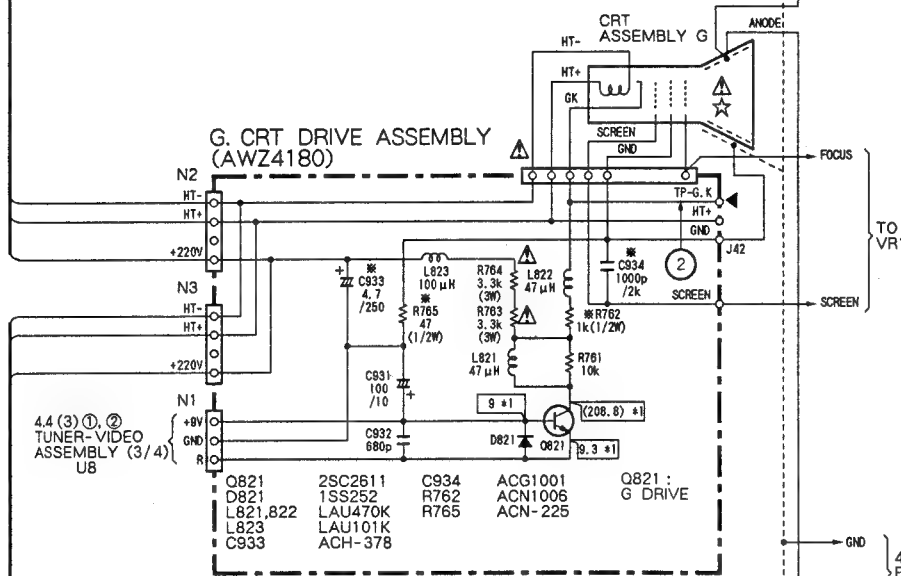 CRT
ASSEMBLY G
ANODE
HT-
HT+
GK
SCREEN
GND
G. CRT DRIVE ASSEMBLY
(AWZ4180)
FOCUS
TO
N2
HT-
HT+
+220V
TP-G.K
HT+
GND
J42
2
SCREEN
SCREEN
※
C933
4.7
/250
L823
100μH
※
R765
47
(1/2W)
R764
3.3k
(3W)
R763
3.3k
(3W)
L822
47μH
※
C934
1000p
/2k
※R762
1k(1/2W)
N3
HT-
HT+
+220V
L821
47μH
R761
10k
C931
100
/10
N1
+9V
GND
R
4.4 (3) ①, ②
TUNER-VIDEO
ASSEMBLY (3/4)
U8
C932
680p
9 *1
D821
Q821
(208.8) *1
9.3 *1
Q821 2SC2611 C934 ACG1001 Q821 :
D821 1SS252 R762 ACN1006 G DRIVE
L821,822 LAU470K R765 ACN-225
L823 LAU101K
C933 ACH-378
GND